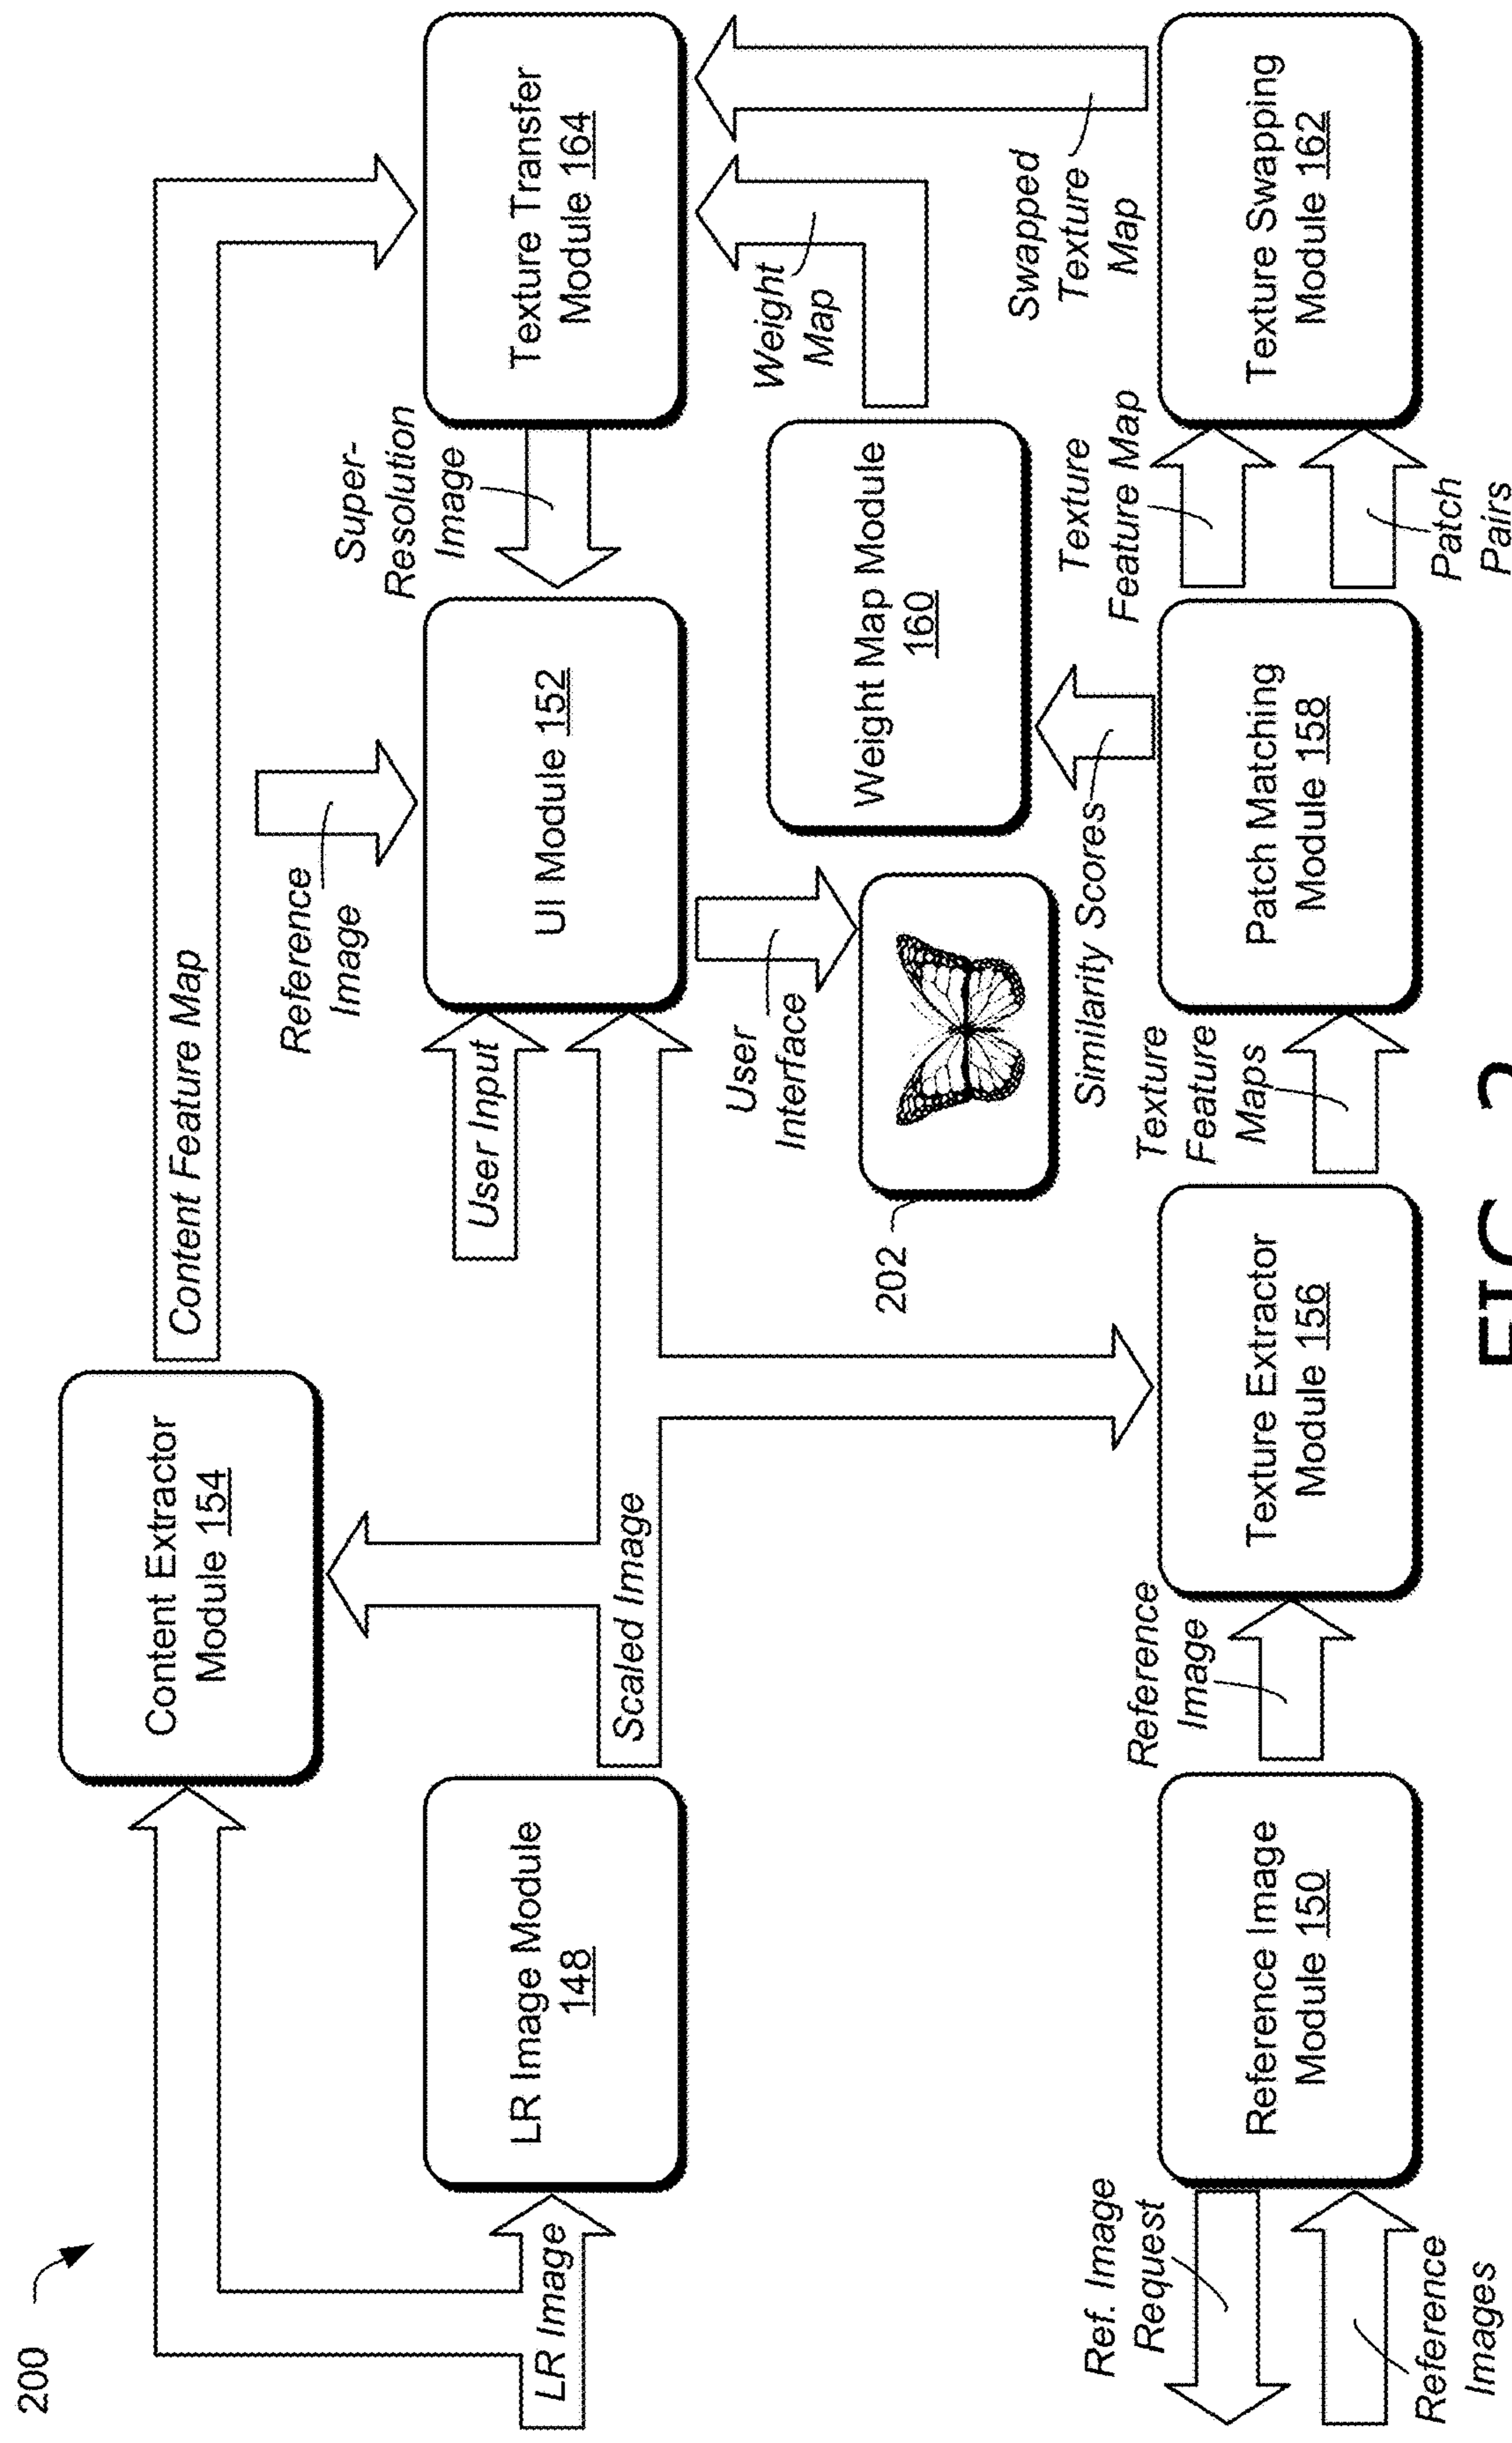 200
Content Extractor
Module 154
Content Feature Map
LR Image
LR Image Module
148
Scaled Image
User Input
Reference
Image
UI Module 152
Super-
Resolution
Image
Texture Transfer
Module 164
User
Interface
202
Weight Map Module
160
Weight
Map
Similarity Scores
Swapped
Texture
Map
Ref. Image
Request
Reference
Images
Reference Image
Module 150
Reference
Image
Texture Extractor
Module 156
Texture
Feature
Maps
Patch Matching
Module 158
Texture
Feature Map
Patch
Pairs
Texture Swapping
Module 162
FIG. 2